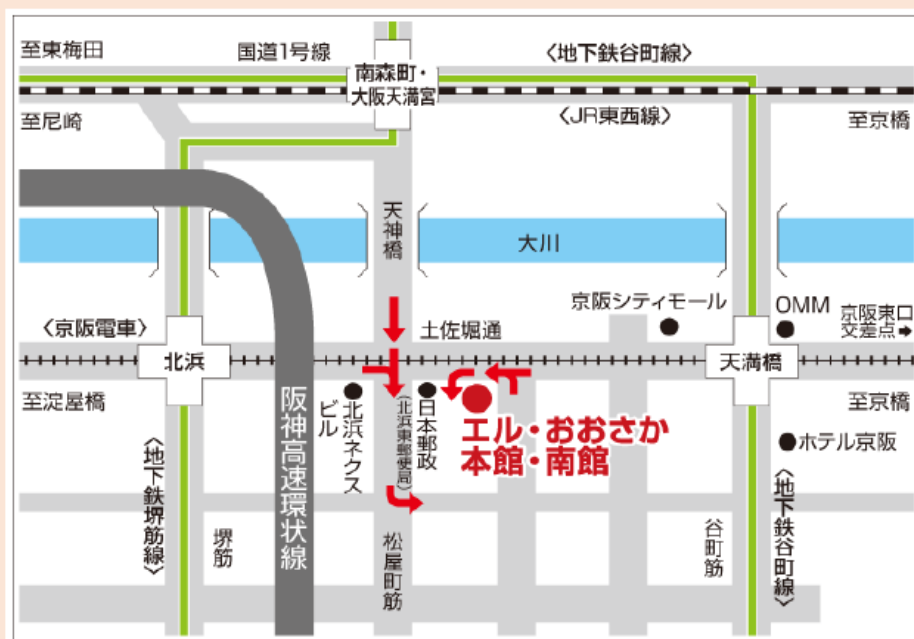 至東梅田
国道1号線
南森町・
大阪天満宮
〈地下鉄谷町線〉
至尼崎
〈JR東西線〉
至京橋
天神橋
大川
京阪シティモール
OMM
京阪東口
交差点➡
〈京阪電車〉
北浜
土佐堀通
天満橋
至淀屋橋
阪神高速環状線
北浜ネクス
ビル
(北浜東郵便局)
日本郵政
エル・おおさか
本館・南館
至京橋
ホテル京阪
〈地下鉄堺筋線〉
堺筋
松屋町筋
谷町筋
〈地下鉄谷町線〉